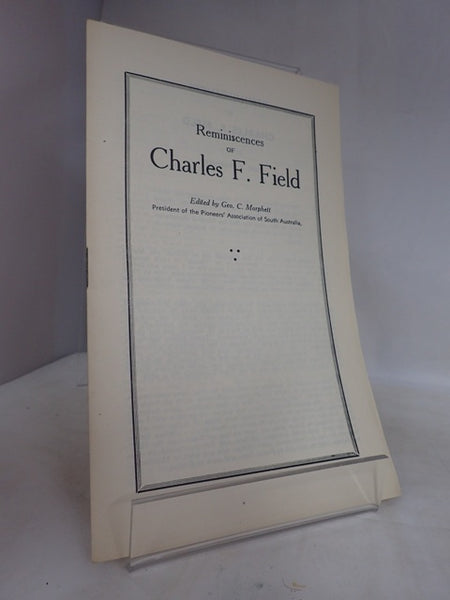 Reminiscences
OF
Charles F. Field
Edited by Geo. C. Morphett
President of the Pioneers' Association of South Australia.